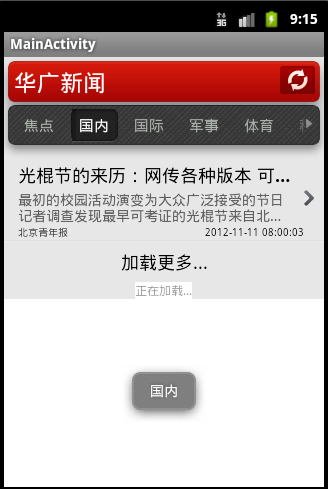 3G 9:15
MainActivity
华广新闻
焦点 国内 国际 军事 体育
光棍节的来历：网传各种版本 可...
最初的校园活动演变为大众广泛接受的节日
记者调查发现最早可考证的光棍节来自北...
北京青年报 2012-11-11 08:00:03
加载更多...
正在加载...
国内